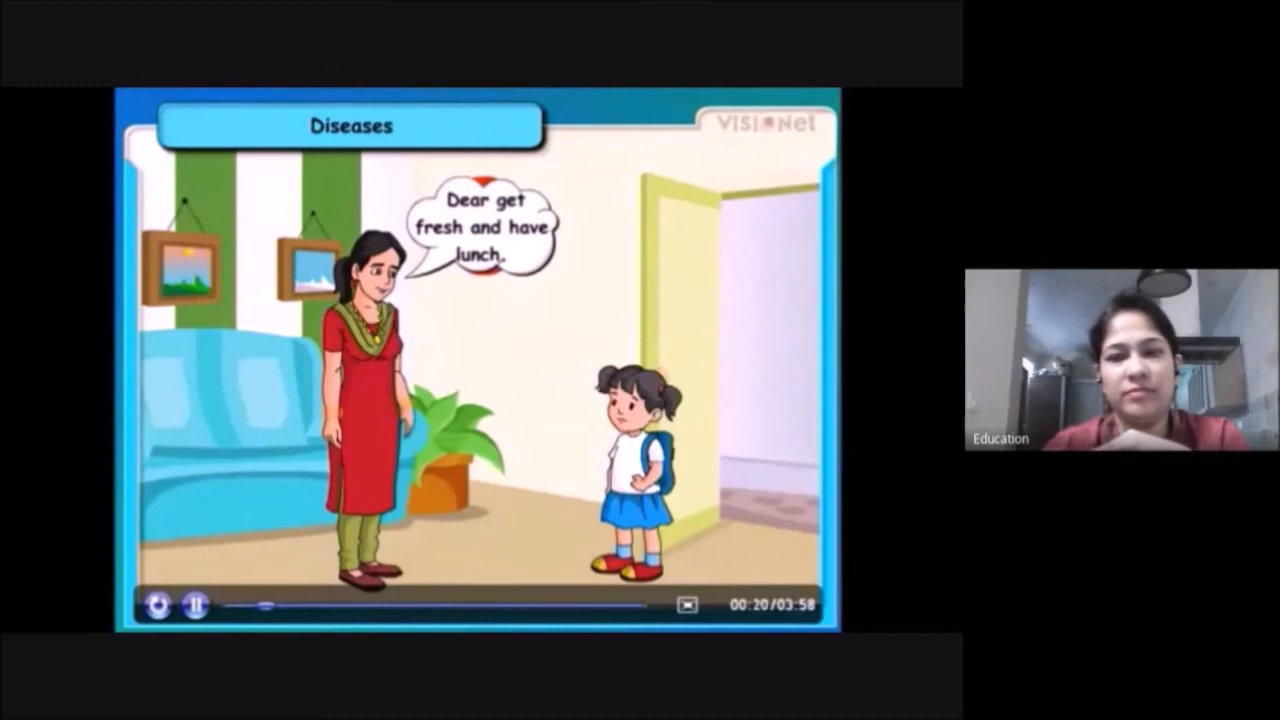 Diseases
VISIONet
Dear get
fresh and have
lunch.
Education
00:20/03:58